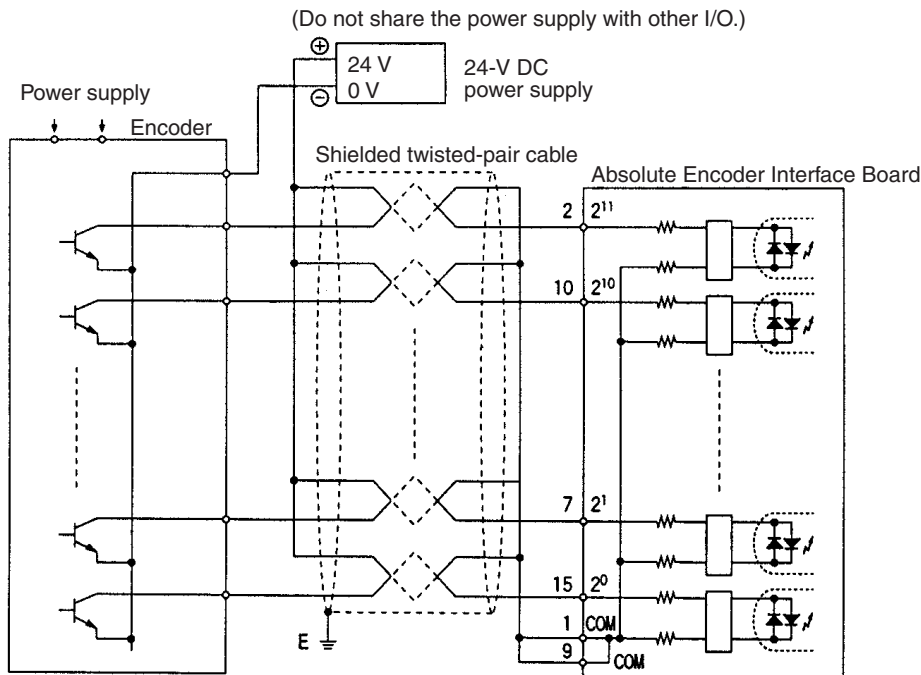 (Do not share the power supply with other I/O.)
+
24 V
0 V
−
24-V DC
power supply
Power supply
Encoder
Shielded twisted-pair cable
Absolute Encoder Interface Board
2 2¹¹
10 2¹⁰
7 2¹
15 2⁰
1 COM
9 COM
E